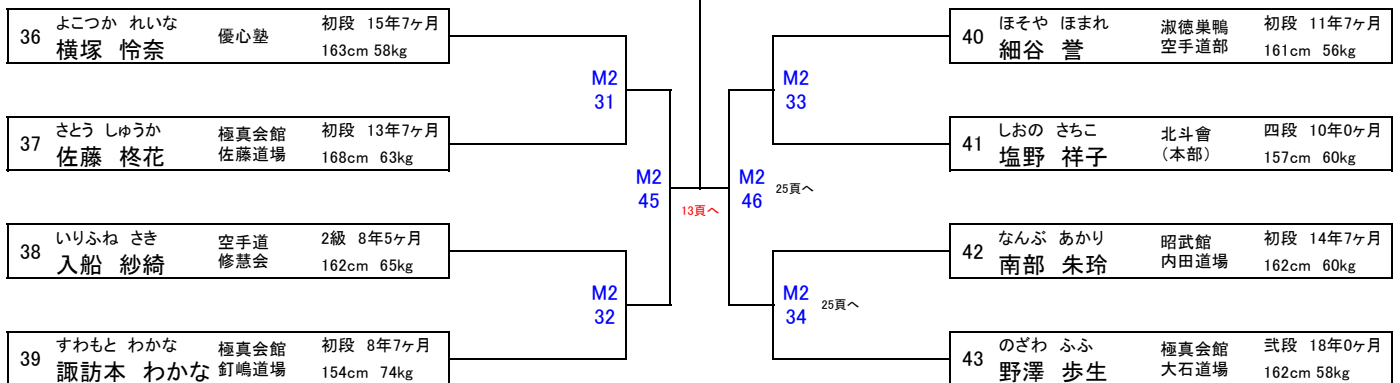 36 よこつか れいな 優心塾 初段 15年7ヶ月
横塚 怜奈 163cm 58kg
M2
31
37 さとう しゅうか 極真会館 初段 13年7ヶ月
佐藤 柊花 佐藤道場 168cm 63kg
M2
45
13頁へ
38 いりふね さき 空手道 2級 8年5ヶ月
入船 紗綺 修慧会 162cm 65kg
M2
32
39 すわもと わかな 極真会館 初段 8年7ヶ月
諏訪本 わかな 釘嶋道場 154cm 74kg
40 ほそや ほまれ 淑徳巣鴨 初段 11年7ヶ月
細谷 誉 空手道部 161cm 56kg
M2
33
41 しおの さちこ 北斗會 四段 10年0ヶ月
塩野 祥子 (本部) 157cm 60kg
M2
46 25頁へ
42 なんぶ あかり 昭武館 初段 14年7ヶ月
南部 朱玲 内田道場 162cm 60kg
M2
34 25頁へ
43 のざわ ふふ 極真会館 弐段 18年0ヶ月
野澤 歩生 大石道場 162cm 58kg